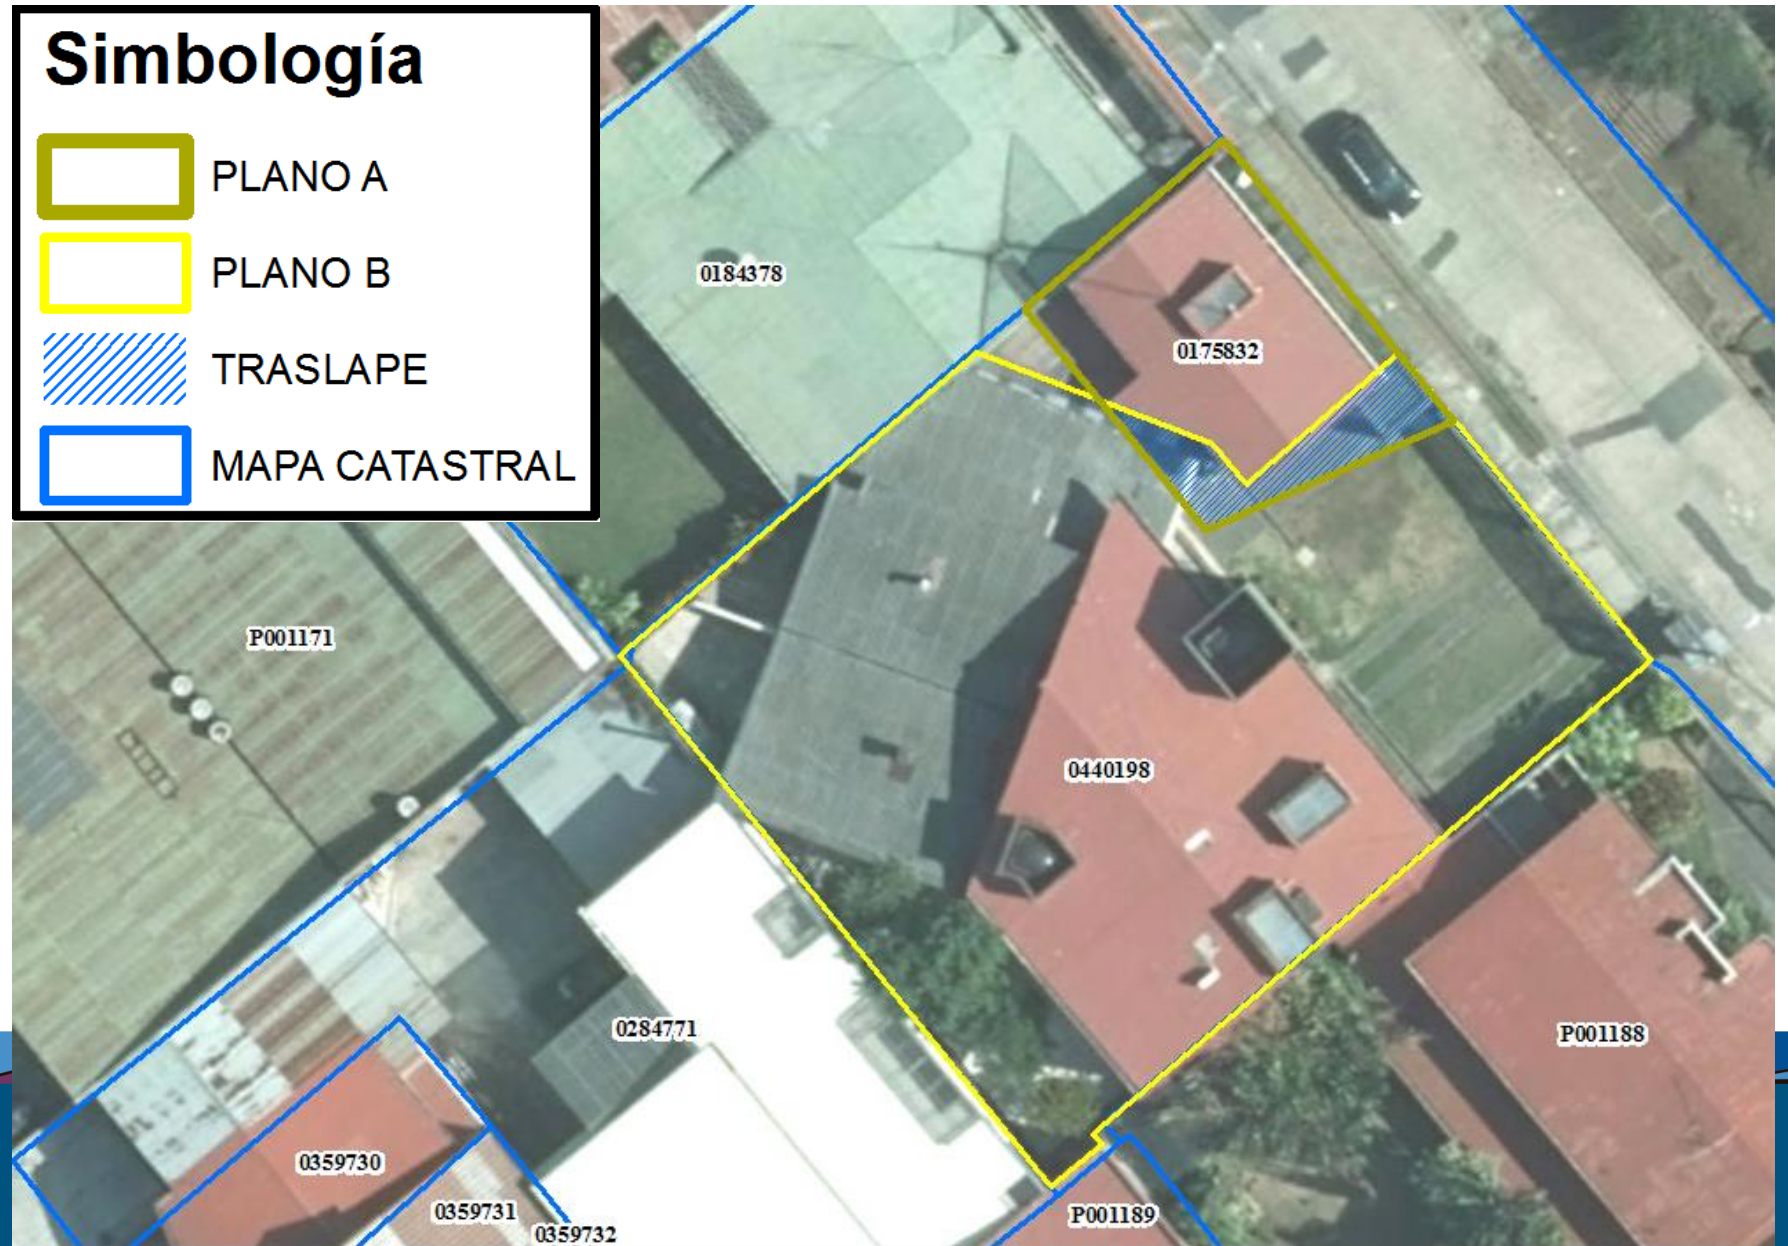 Simbología
PLANO A
PLANO B
TRASLAPE
MAPA CATASTRAL
0184378
0175832
P001171
0440198
0284771
P001188
0359730
0359731
P001189
0359732